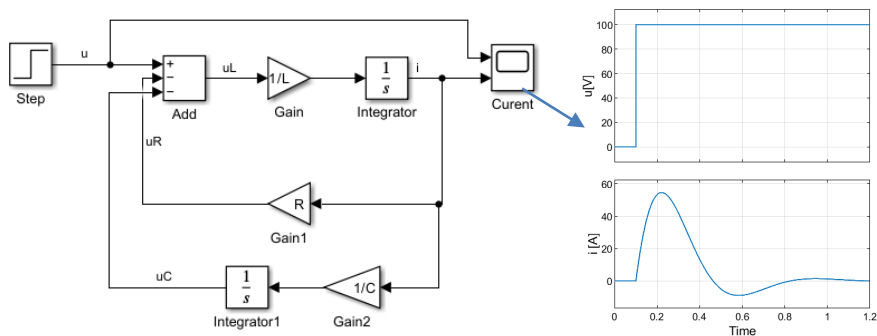 u
Step
+
−
−
Add
uL
1/L
Gain
1
s
Integrator
i
Curent
uR
R
Gain1
uC
1
s
Integrator1
1/C
Gain2
u[V]
100
80
60
40
20
0
i [A]
60
40
20
0
0
0.2
0.4
0.6
0.8
1
1.2
Time